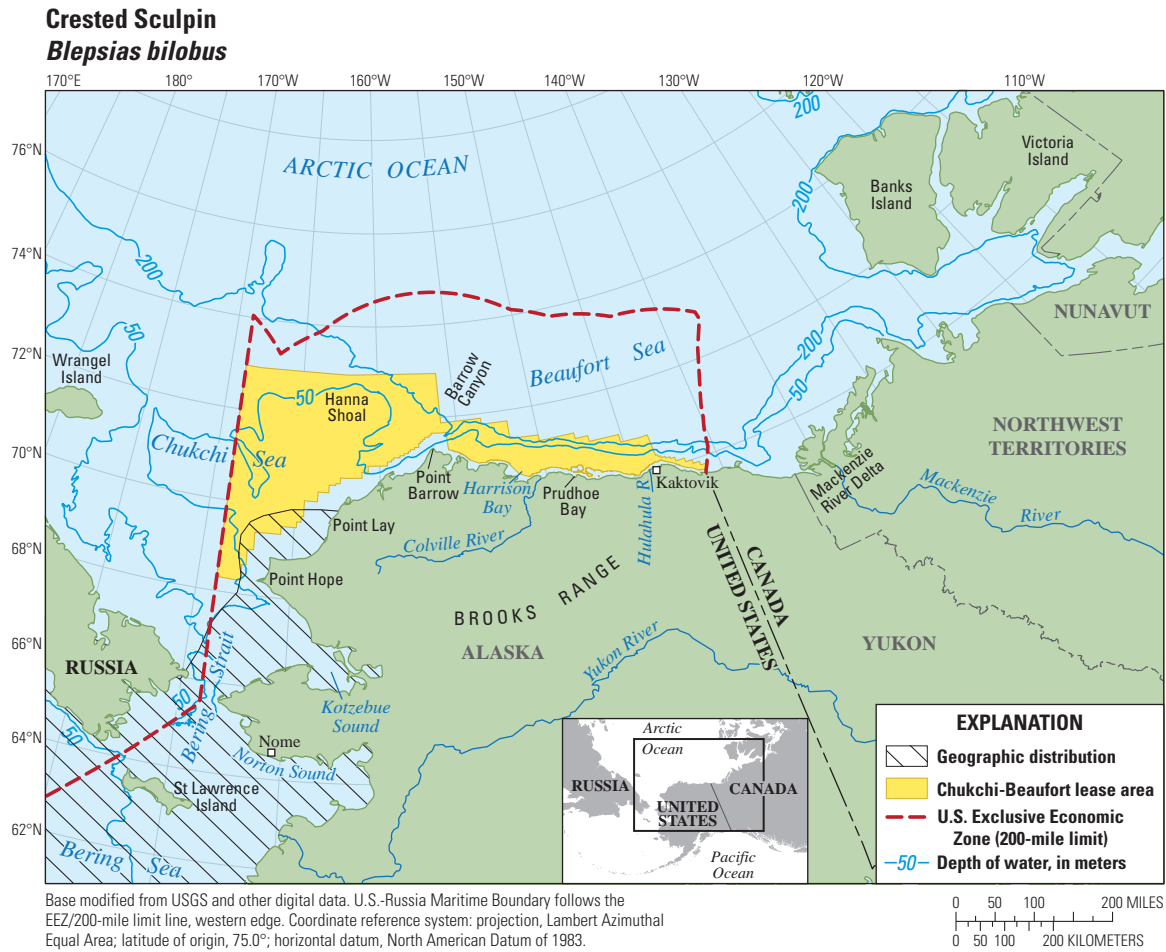 Crested Sculpin
Blepsias bilobus
170°E 180° 170°W 160°W 150°W 140°W 130°W 120°W 110°W
76°N
74°N
72°N
70°N
68°N
66°N
64°N
62°N
ARCTIC OCEAN
200
200
200
200
50
50
50
50
50
Victoria
Island
Banks
Island
NUNAVUT
Wrangel
Island
Beaufort Sea
Barrow
Canyon
Hanna
Shoal
Chukchi Sea
NORTHWEST
TERRITORIES
Point
Barrow
Harrison
Bay
Prudhoe
Bay
Kaktovik
Hulahula R
Mackenzie
River Delta
Mackenzie
River
Point Lay
Colville River
Point Hope
BROOKS RANGE
CANADA
UNITED STATES
ALASKA
YUKON
RUSSIA
Bering Strait
Yukon River
Kotzebue
Sound
Nome
Norton Sound
St Lawrence
Island
Bering Sea
Arctic
Ocean
RUSSIA
CANADA
UNITED
STATES
Pacific
Ocean
EXPLANATION
Geographic distribution
Chukchi-Beaufort lease area
U.S. Exclusive Economic
Zone (200-mile limit)
50 Depth of water, in meters
Base modified from USGS and other digital data. U.S.-Russia Maritime Boundary follows the
EEZ/200-mile limit line, western edge. Coordinate reference system: projection, Lambert Azimuthal
Equal Area; latitude of origin, 75.0°; horizontal datum, North American Datum of 1983.
0 50 100 200 MILES
0 50 100 200 KILOMETERS